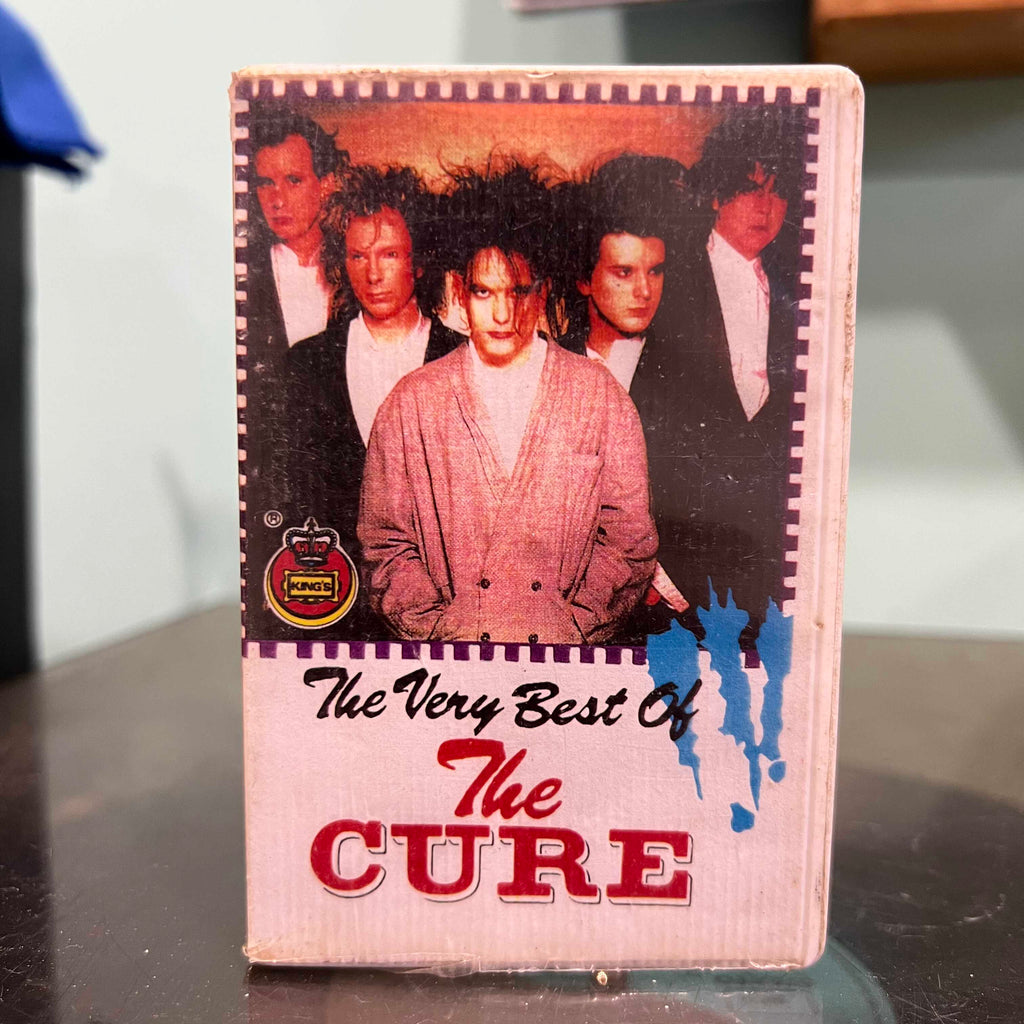 ®
KING'S
The Very Best Of
The
CURE